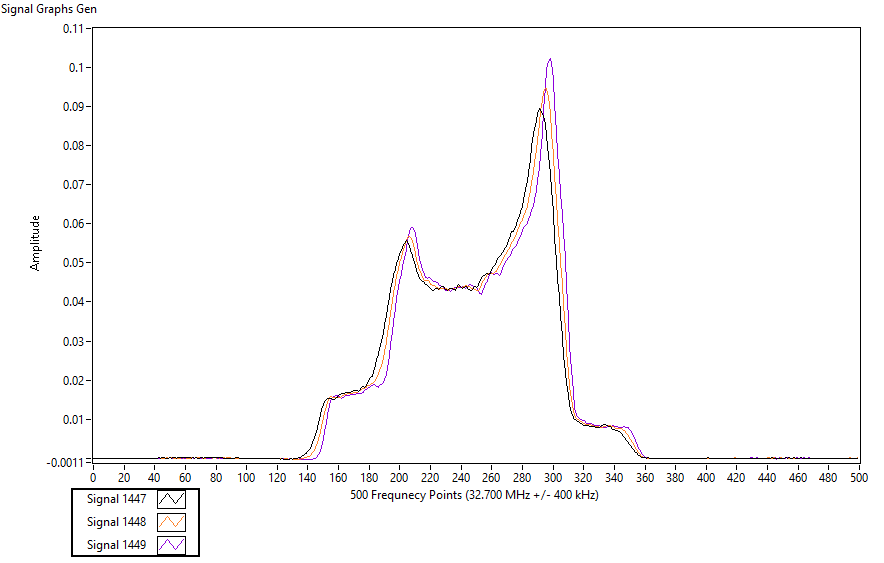 Signal Graphs Gen
0.11
0.1
0.09
0.08
0.07
0.06
0.05
0.04
0.03
0.02
0.01
-0.0011
Amplitude
0 20 40 60 80 100 120 140 160 180 200 220 240 260 280 300 320 340 360 380 400 420 440 460 480 500
500 Frequnecy Points (32.700 MHz +/- 400 kHz)
Signal 1447
Signal 1448
Signal 1449